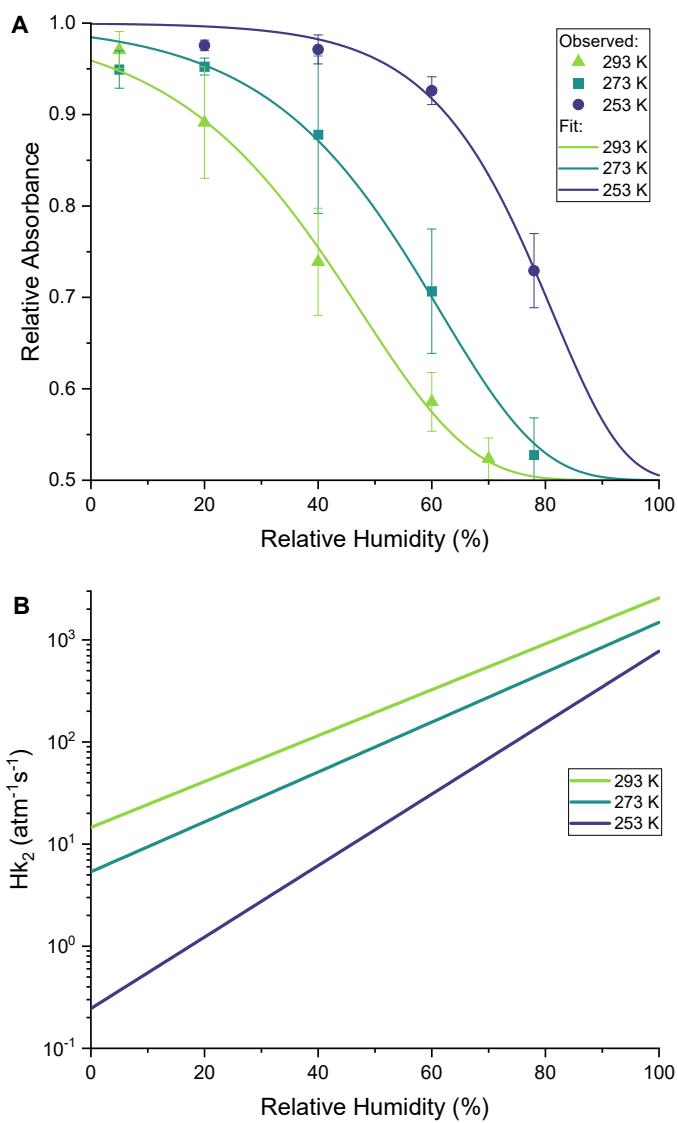 A
1.0
0.9
0.8
0.7
0.6
0.5
Relative Absorbance
Observed:
293 K
273 K
253 K
Fit:
293 K
273 K
253 K
0 20 40 60 80 100
Relative Humidity (%)
B
10³
10²
10¹
10⁰
10⁻¹
Hk₂ (atm⁻¹s⁻¹)
293 K
273 K
253 K
0 20 40 60 80 100
Relative Humidity (%)